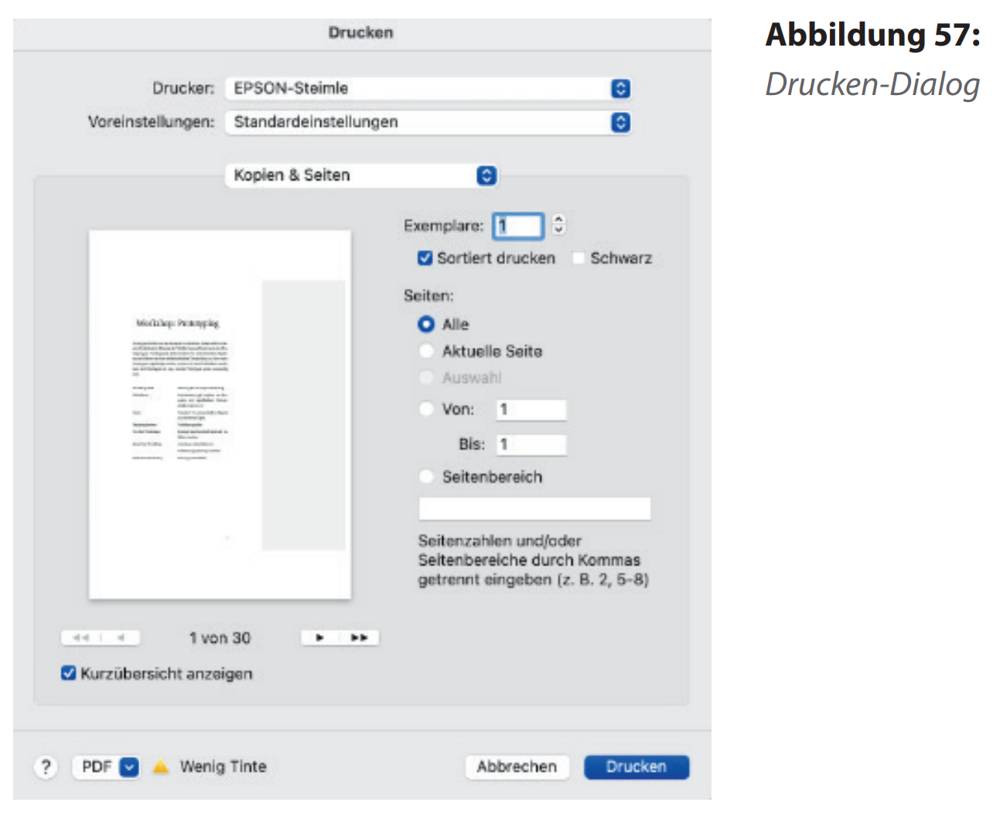 Drucken
Abbildung 57:
Drucken-Dialog
Drucker: EPSON-Steimle
Voreinstellungen: Standardeinstellungen
Kopien & Seiten
Exemplare: 1
Sortiert drucken Schwarz
Seiten:
Alle
Aktuelle Seite
Auswahl
Von: 1
Bis: 1
Seitenbereich
Seitenzahlen und/oder
Seitenbereiche durch Kommas
getrennt eingeben (z. B. 2, 5-8)
Workshop: Prototyping
1 von 30
Kurzübersicht anzeigen
? PDF Wenig Tinte Abbrechen Drucken